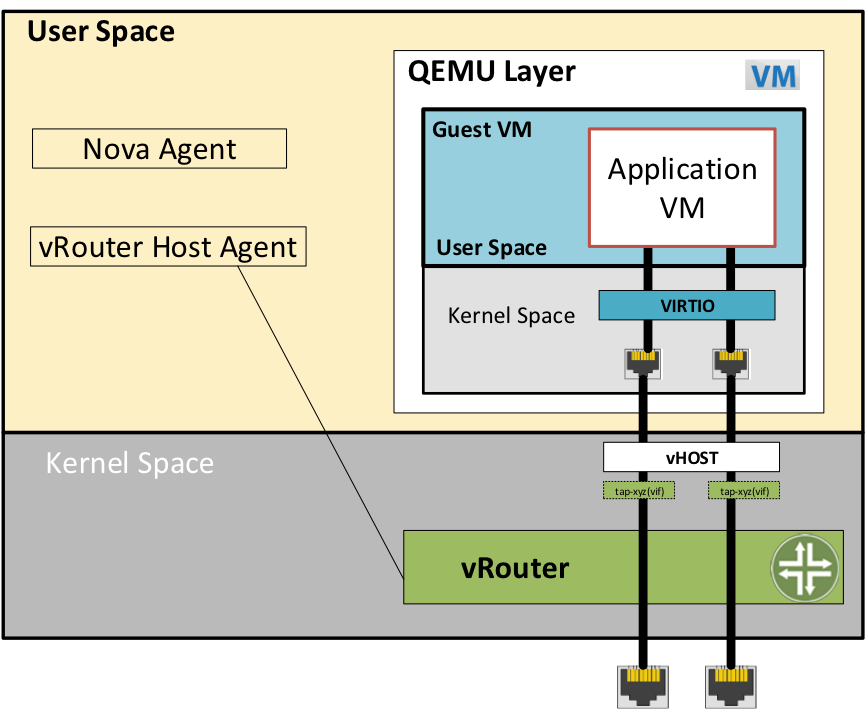 User Space
QEMU Layer
VM
Guest VM
Nova Agent
Application
VM
vRouter Host Agent
User Space
Kernel Space
VIRTIO
vHOST
Kernel Space
tap-xyz(vif)
tap-xyz(vif)
vRouter